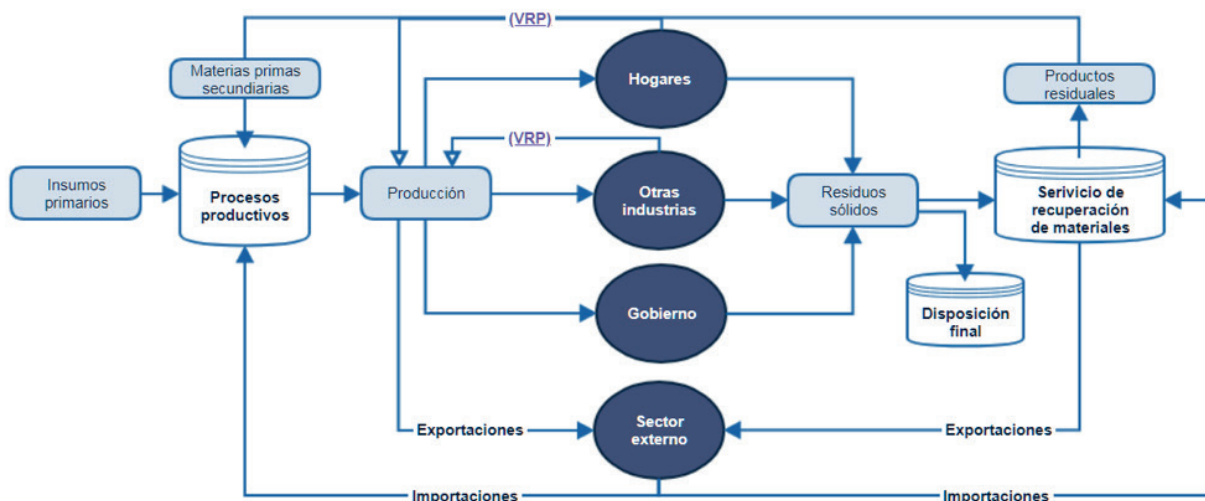 (VRP)
Materias primas
secundiarias
Hogares
Productos
residuales
(VRP)
Insumos
primarios
Procesos
productivos
Producción
Otras
industrias
Residuos
sólidos
Serivicio de
recuperación
de materiales
Gobierno
Disposición
final
Exportaciones
Sector
externo
Exportaciones
Importaciones
Importaciones